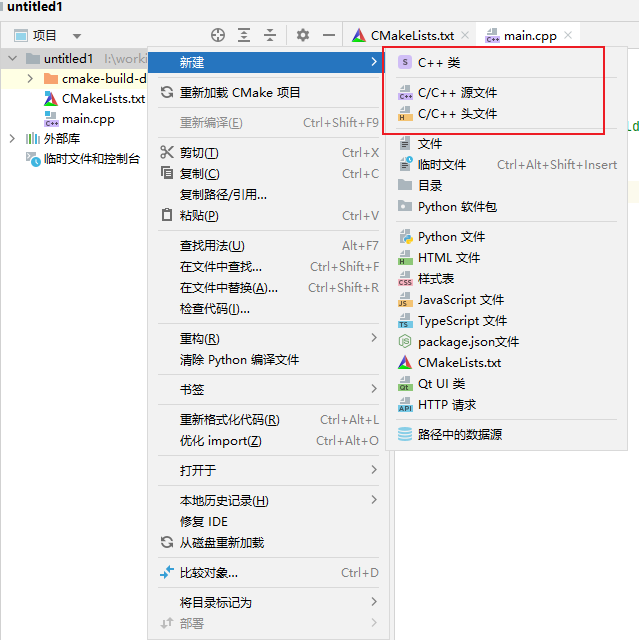 untitled1
项目
CMakeLists.txt
main.cpp
untitled1 I:\work
cmake-build-d
CMakeLists.txt
main.cpp
外部库
临时文件和控制台
新建
重新加载 CMake 项目
重新编译(E) Ctrl+Shift+F9
剪切(T) Ctrl+X
复制(C) Ctrl+C
复制路径/引用...
粘贴(P) Ctrl+V
查找用法(U) Alt+F7
在文件中查找... Ctrl+Shift+F
在文件中替换(A)... Ctrl+Shift+R
检查代码(I)...
重构(R)
清除 Python 编译文件
书签
重新格式化代码(R) Ctrl+Alt+L
优化 import(Z) Ctrl+Alt+O
打开于
本地历史记录(H)
修复 IDE
从磁盘重新加载
比较对象... Ctrl+D
将目录标记为
部署
S C++ 类
C++ C/C++ 源文件
H C/C++ 头文件
文件
临时文件 Ctrl+Alt+Shift+Insert
目录
Python 软件包
Python 文件
H HTML 文件
CSS 样式表
JS JavaScript 文件
TS TypeScript 文件
package.json文件
CMakeLists.txt
Qt Qt UI 类
API HTTP 请求
路径中的数据源
ld